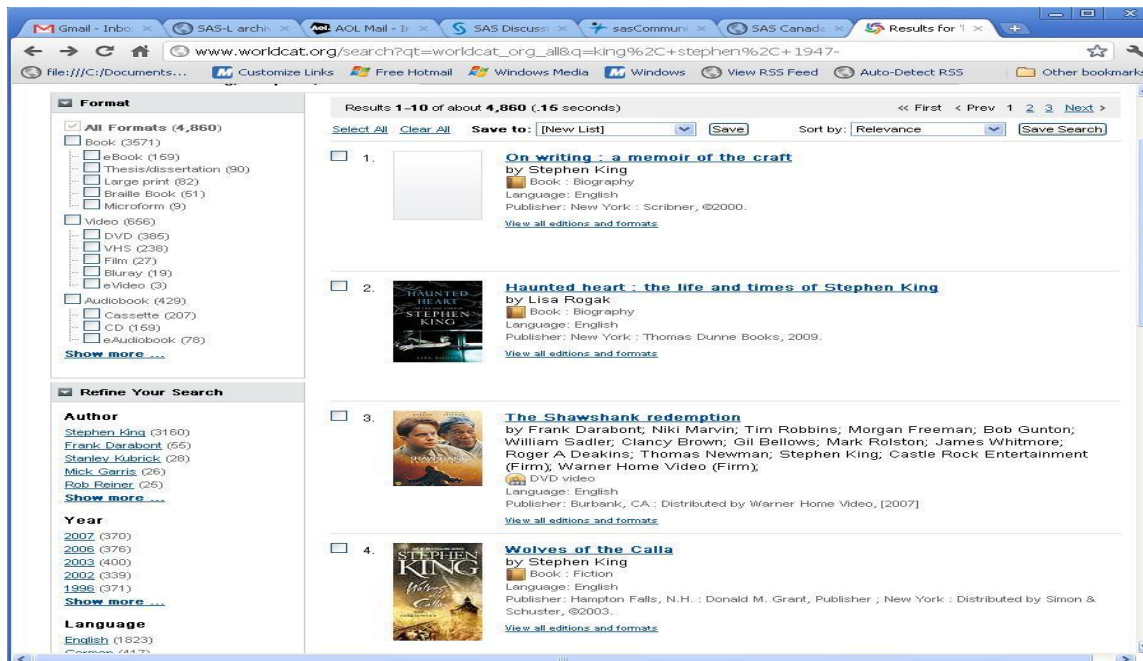 Gmail - Inbo
SAS-L archiv
AOL Mail - Ir
SAS Discussi
sasCommuni
SAS Canada
Results for "
www.worldcat.org/search?qt=worldcat_org_all&q=king%2C+stephen%2C+1947-
file:///C:/Documents...
Customize Links
Free Hotmail
Windows Media
Windows
View RSS Feed
Auto-Detect RSS
Other bookmarks
Format
All Formats (4,860)
Book (3571)
eBook (159)
Thesis/dissertation (90)
Large print (82)
Braille Book (51)
Microform (9)
Video (656)
DVD (385)
VHS (238)
Film (27)
Bluray (19)
eVideo (3)
Audiobook (429)
Cassette (207)
CD (159)
eAudiobook (78)
Show more ...
Refine Your Search
Author
Stephen King (3160)
Frank Darabont (55)
Stanley Kubrick (28)
Mick Garris (26)
Rob Reiner (25)
Show more ...
Year
2007 (370)
2006 (376)
2003 (400)
2002 (339)
1996 (371)
Show more ...
Language
English (1823)
German (417)
Results 1-10 of about 4,860 (.15 seconds)
<< First < Prev 1 2 3 Next >
Select All Clear All Save to: [New List] Save Sort by: Relevance Save Search
1.
On writing : a memoir of the craft
by Stephen King
Book : Biography
Language: English
Publisher: New York : Scribner, ©2000.
View all editions and formats
2.
HAUNTED
HEART
STEPHEN
KING
Haunted heart : the life and times of Stephen King
by Lisa Rogak
Book : Biography
Language: English
Publisher: New York : Thomas Dunne Books, 2009.
View all editions and formats
3.
SHAWSHANK
The Shawshank redemption
by Frank Darabont; Niki Marvin; Tim Robbins; Morgan Freeman; Bob Gunton;
William Sadler; Clancy Brown; Gil Bellows; Mark Rolston; James Whitmore;
Roger A Deakins; Thomas Newman; Stephen King; Castle Rock Entertainment
(Firm); Warner Home Video (Firm);
DVD video
Language: English
Publisher: Burbank, CA : Distributed by Warner Home Video, [2007]
View all editions and formats
4.
STEPHEN
KING
Wolves
Calla
Wolves of the Calla
by Stephen King
Book : Fiction
Language: English
Publisher: Hampton Falls, N.H. : Donald M. Grant, Publisher ; New York : Distributed by Simon &
Schuster, ©2003.
View all editions and formats